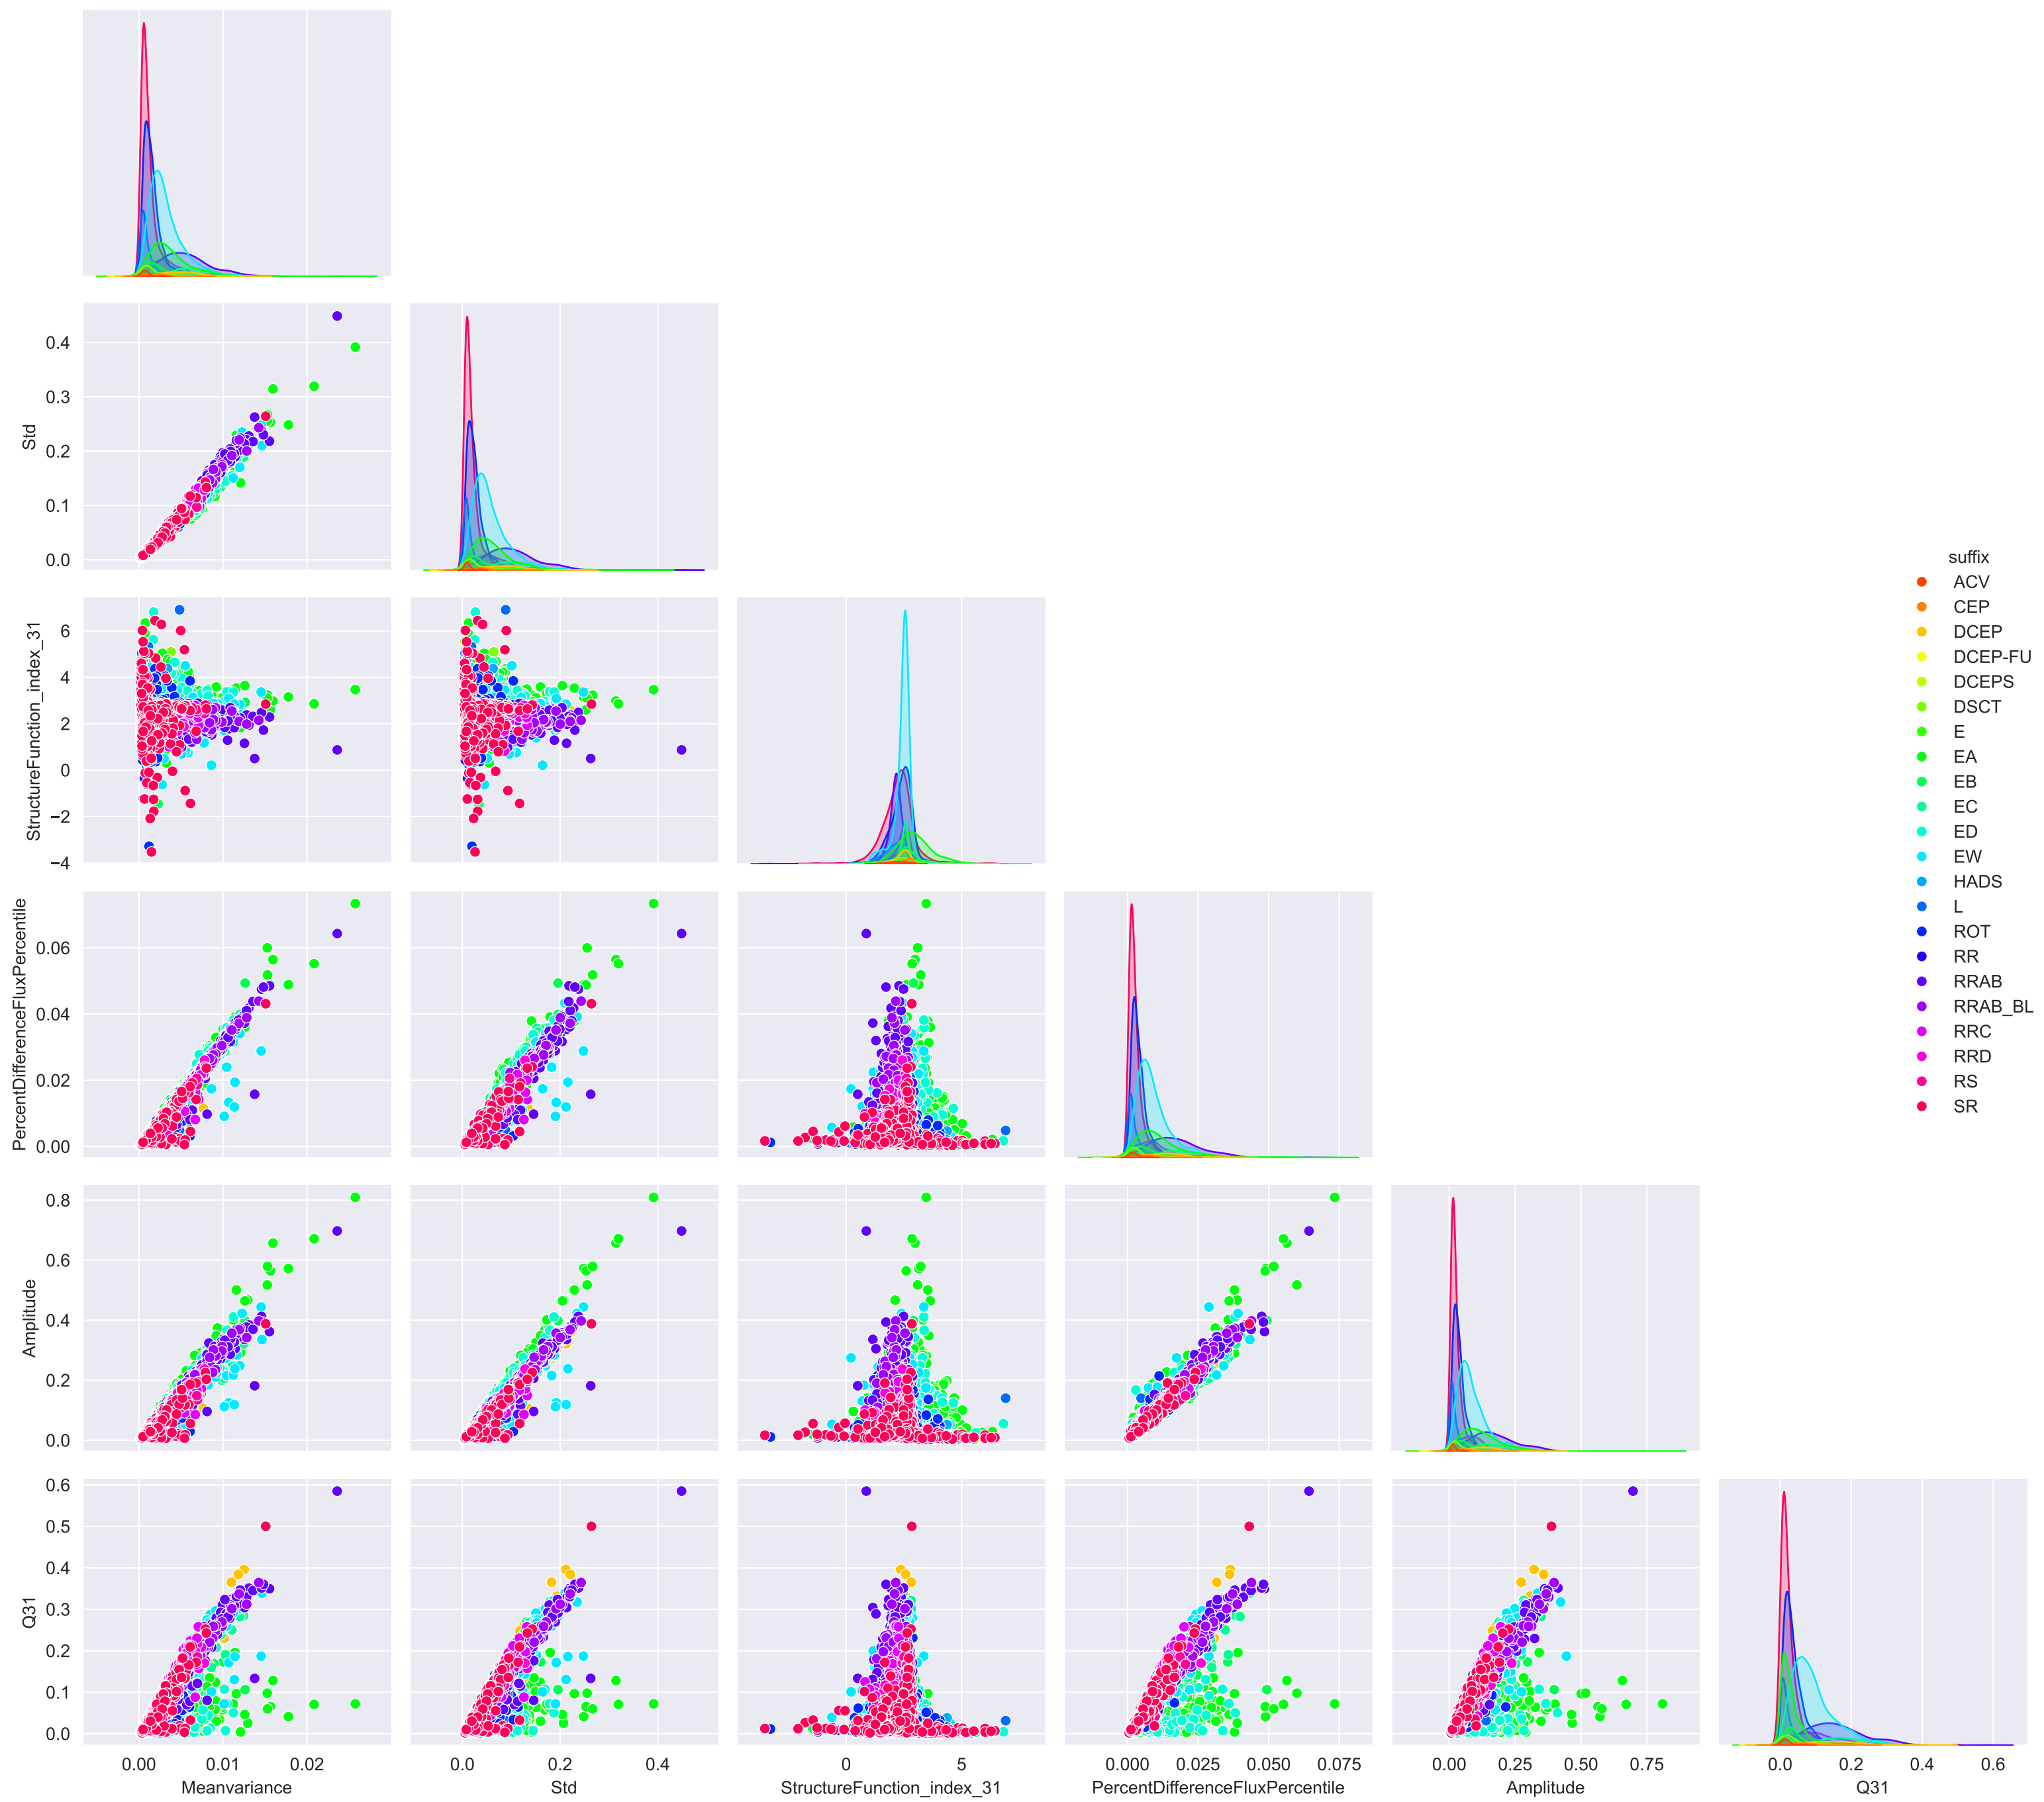 0.4
0.3
0.2
0.1
0.0
Std
6
4
2
0
−2
−4
StructureFunction_index_31
0.06
0.04
0.02
0.00
PercentDifferenceFluxPercentile
0.8
0.6
0.4
0.2
0.0
Amplitude
0.6
0.5
0.4
0.3
0.2
0.1
0.0
Q31
0.00 0.01 0.02
Meanvariance
0.0 0.2 0.4
Std
0 5
StructureFunction_index_31
0.000 0.025 0.050 0.075
PercentDifferenceFluxPercentile
0.00 0.25 0.50 0.75
Amplitude
0.0 0.2 0.4 0.6
Q31
suffix
ACV
CEP
DCEP
DCEP-FU
DCEPS
DSCT
E
EA
EB
EC
ED
EW
HADS
L
ROT
RR
RRAB
RRAB_BL
RRC
RRD
RS
SR